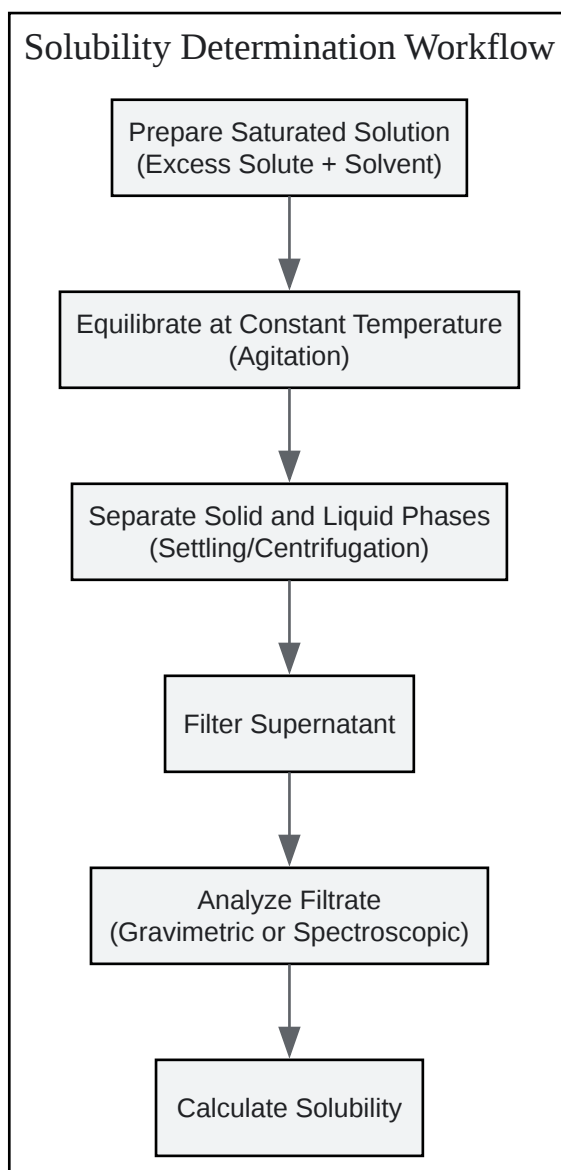 Solubility Determination Workflow
Prepare Saturated Solution
(Excess Solute + Solvent)
Equilibrate at Constant Temperature
(Agitation)
Separate Solid and Liquid Phases
(Settling/Centrifugation)
Filter Supernatant
Analyze Filtrate
(Gravimetric or Spectroscopic)
Calculate Solubility